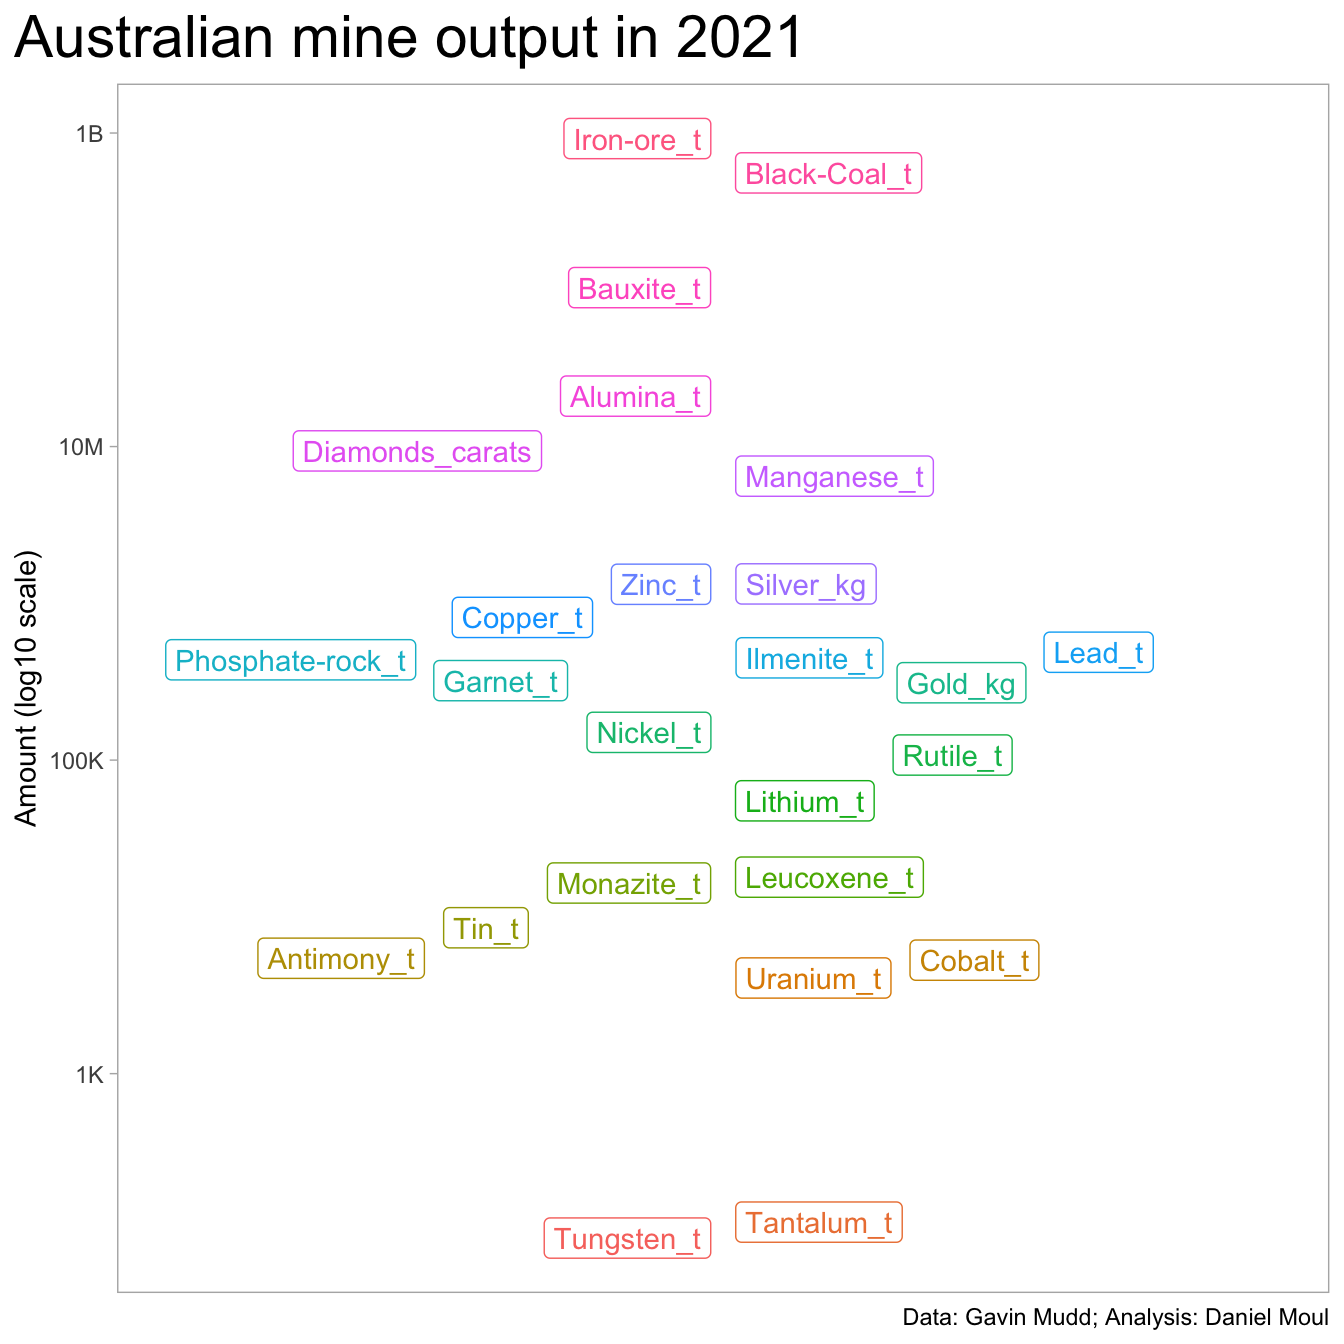 Australian mine output in 2021
1B
Iron-ore_t
Black-Coal_t
Bauxite_t
Alumina_t
10M
Diamonds_carats
Manganese_t
Zinc_t
Silver_kg
Copper_t
Lead_t
Phosphate-rock_t
Ilmenite_t
Garnet_t
Gold_kg
Nickel_t
Rutile_t
100K
Lithium_t
Amount (log10 scale)
Monazite_t
Leucoxene_t
Tin_t
Antimony_t
Cobalt_t
Uranium_t
1K
Tantalum_t
Tungsten_t
Data: Gavin Mudd; Analysis: Daniel Moul